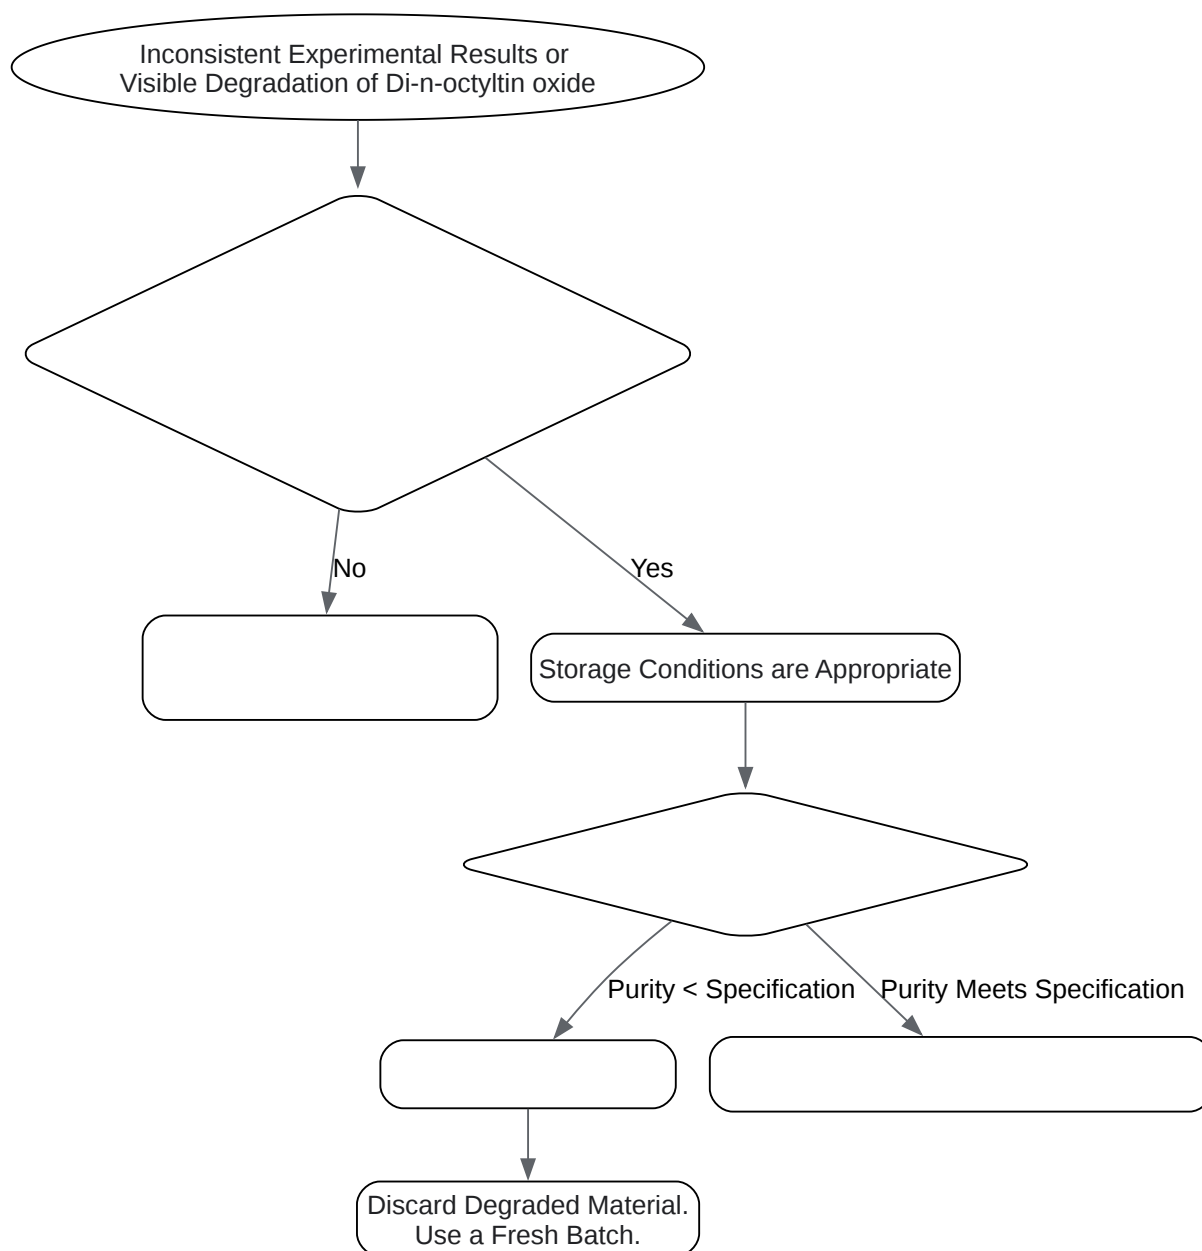 Inconsistent Experimental Results or
Visible Degradation of Di-n-octyltin oxide
No
Yes
Storage Conditions are Appropriate
Purity < Specification
Purity Meets Specification
Discard Degraded Material.
Use a Fresh Batch.